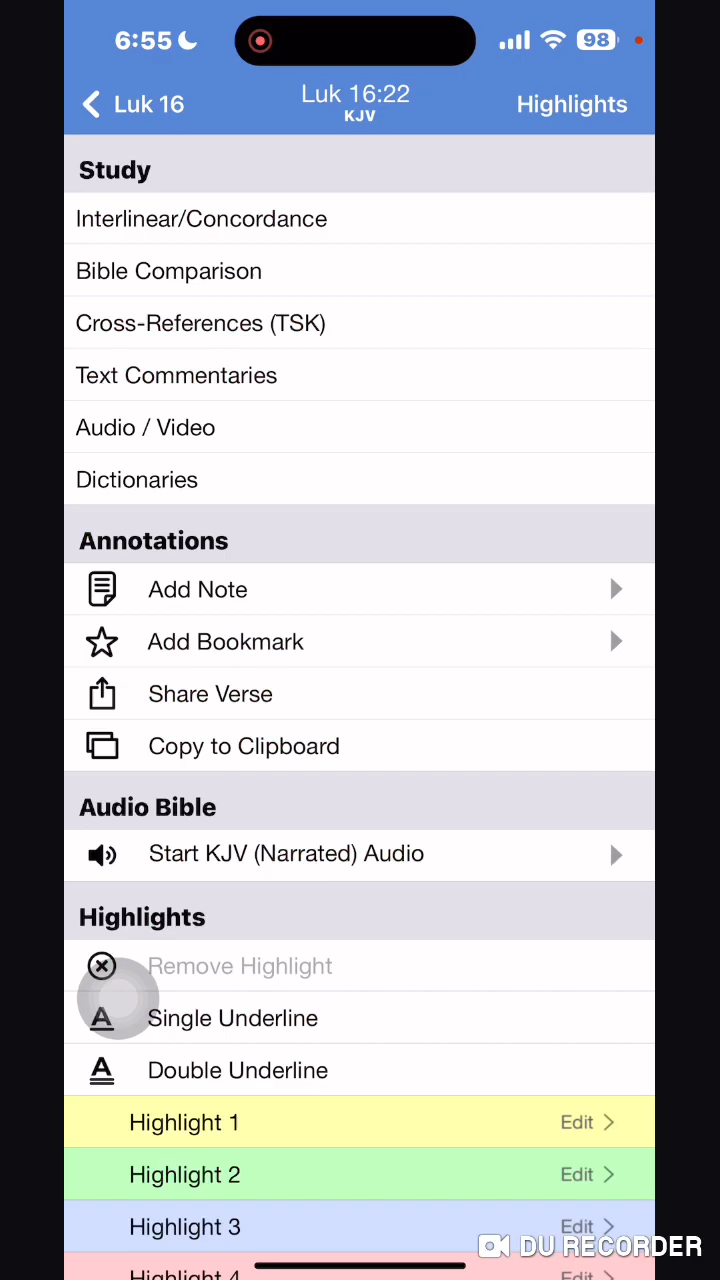 6:55
98
Luk 16
Luk 16:22
KJV
Highlights
Study
Interlinear/Concordance
Bible Comparison
Cross-References (TSK)
Text Commentaries
Audio / Video
Dictionaries
Annotations
Add Note
Add Bookmark
Share Verse
Copy to Clipboard
Audio Bible
Start KJV (Narrated) Audio
Highlights
Remove Highlight
A Single Underline
A Double Underline
Highlight 1 Edit
Highlight 2 Edit
Highlight 3 Edit
DU RECORDER
Highlight 4 Edit